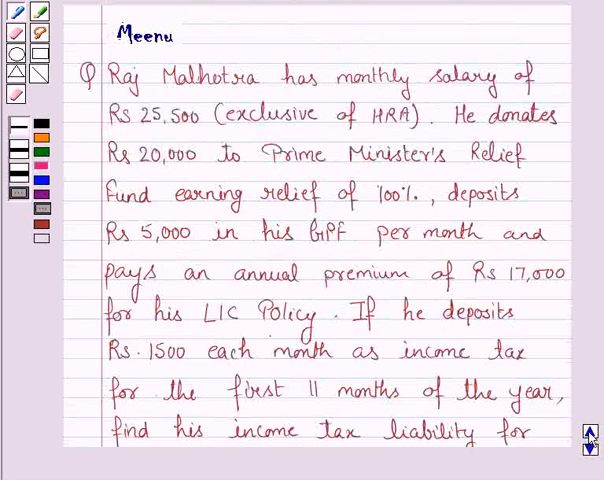 Meenu
Q Raj Malhotra has monthly salary of
Rs 25,500 (exclusive of HRA). He donates
Rs 20,000 to Prime Minister's Relief
Fund earning relief of 100%, deposits
Rs 5,000 in his GPF per month and
pays an annual premium of Rs 17,000
for his LIC Policy. If he deposits
Rs. 1500 each month as income tax
for the first 11 months of the year,
find his income tax liability for